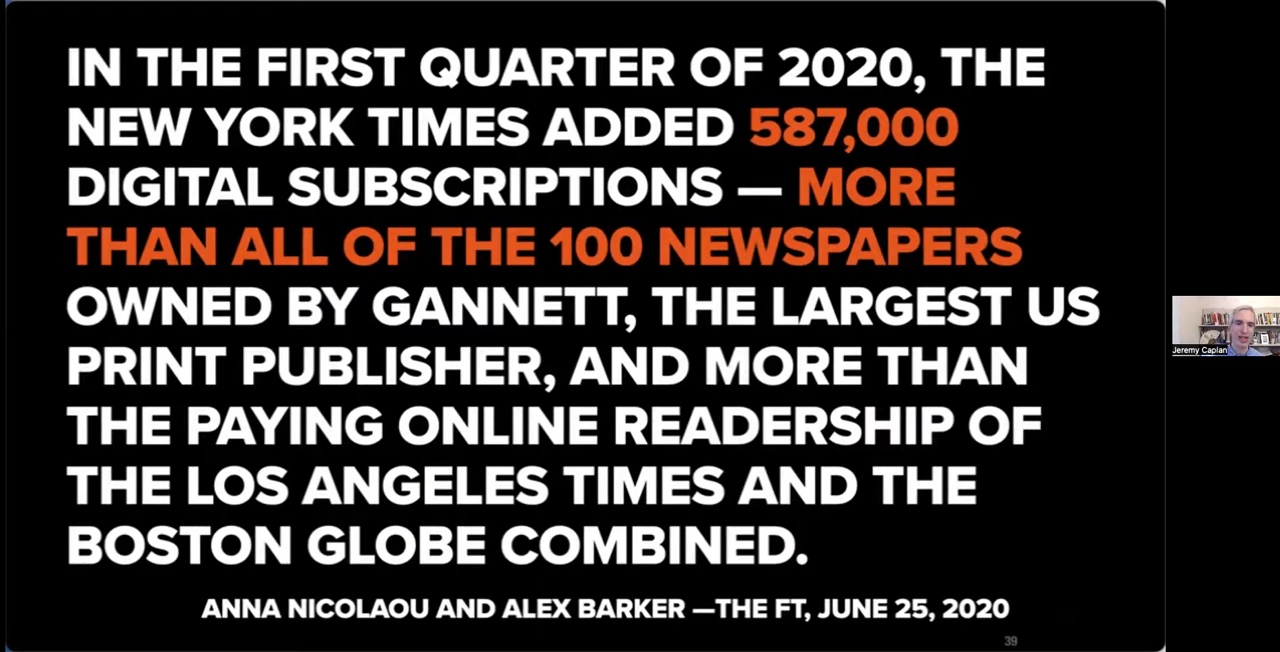 IN THE FIRST QUARTER OF 2020, THE
NEW YORK TIMES ADDED 587,000
DIGITAL SUBSCRIPTIONS — MORE
THAN ALL OF THE 100 NEWSPAPERS
OWNED BY GANNETT, THE LARGEST US
PRINT PUBLISHER, AND MORE THAN
THE PAYING ONLINE READERSHIP OF
THE LOS ANGELES TIMES AND THE
BOSTON GLOBE COMBINED.
ANNA NICOLAOU AND ALEX BARKER —THE FT, JUNE 25, 2020
39
Jeremy Caplan